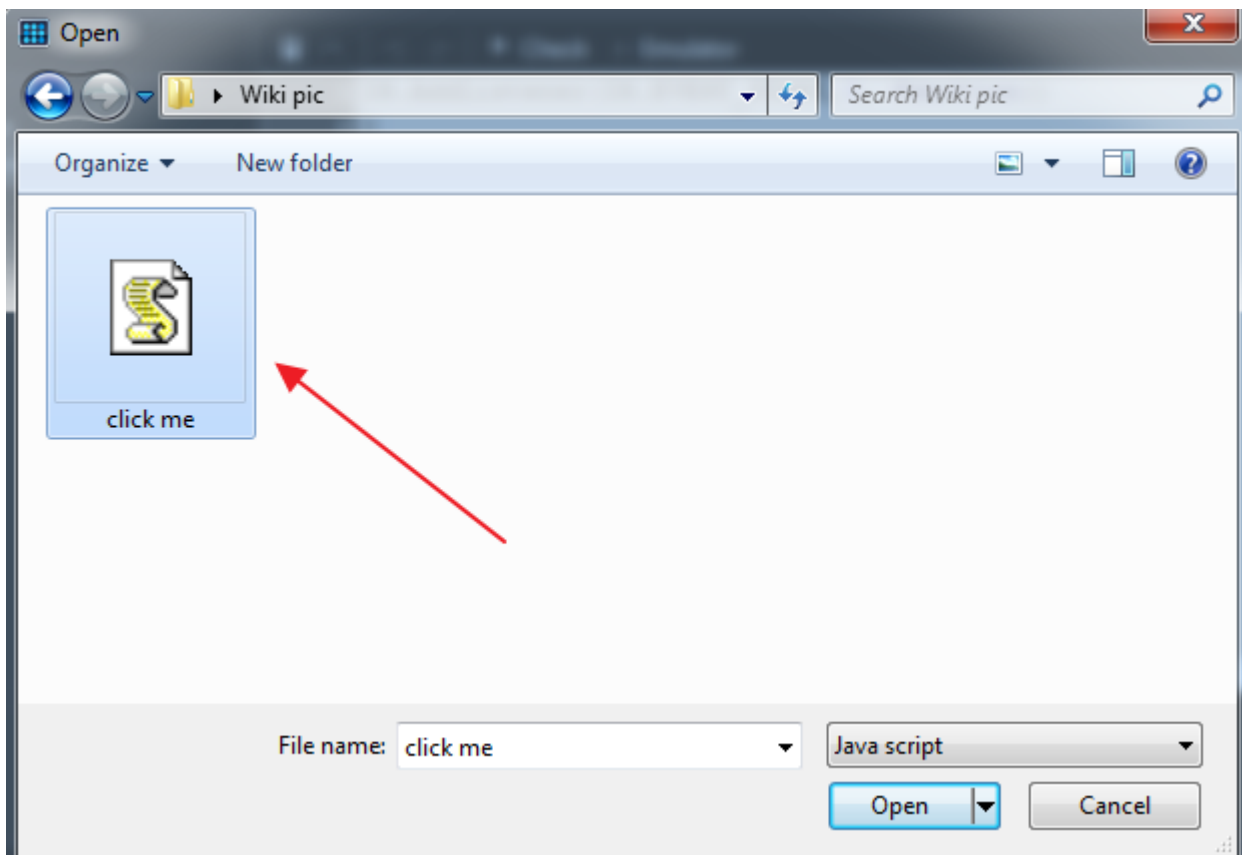 Open
Wiki pic
Search Wiki pic
Organize
New folder
click me
File name:
click me
Java script
Open
Cancel